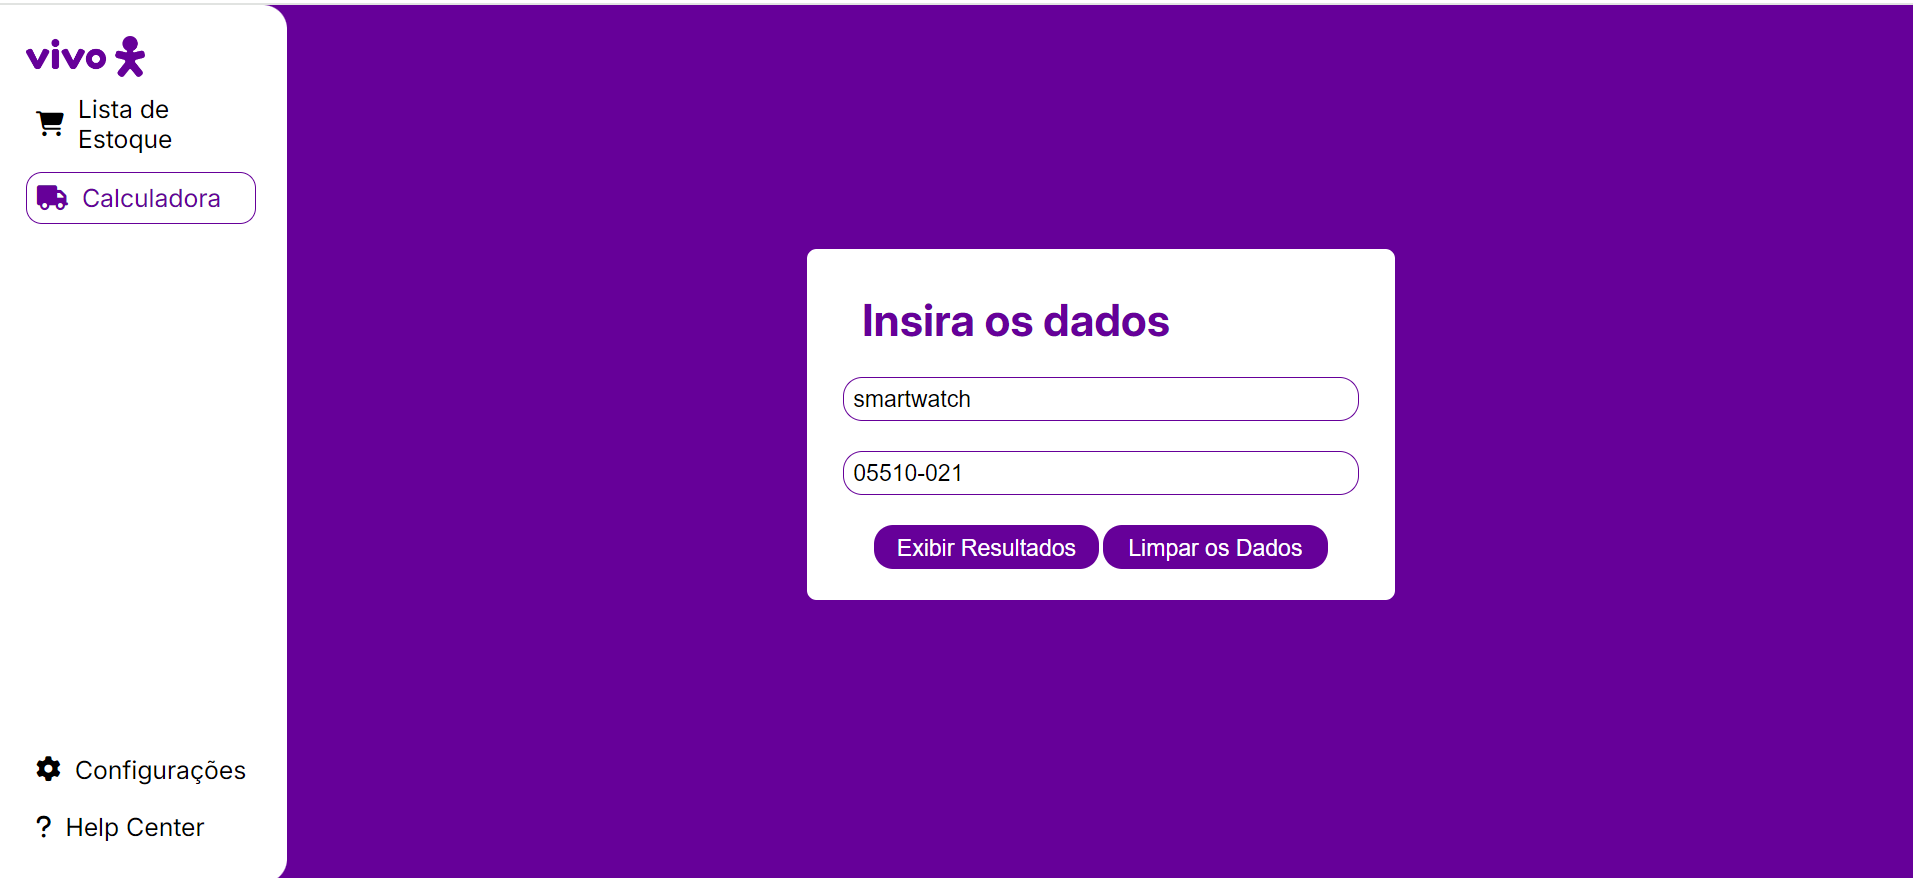 vivo
Lista de
Estoque
Calculadora
Insira os dados
smartwatch
05510-021
Exibir Resultados
Limpar os Dados
Configurações
? Help Center